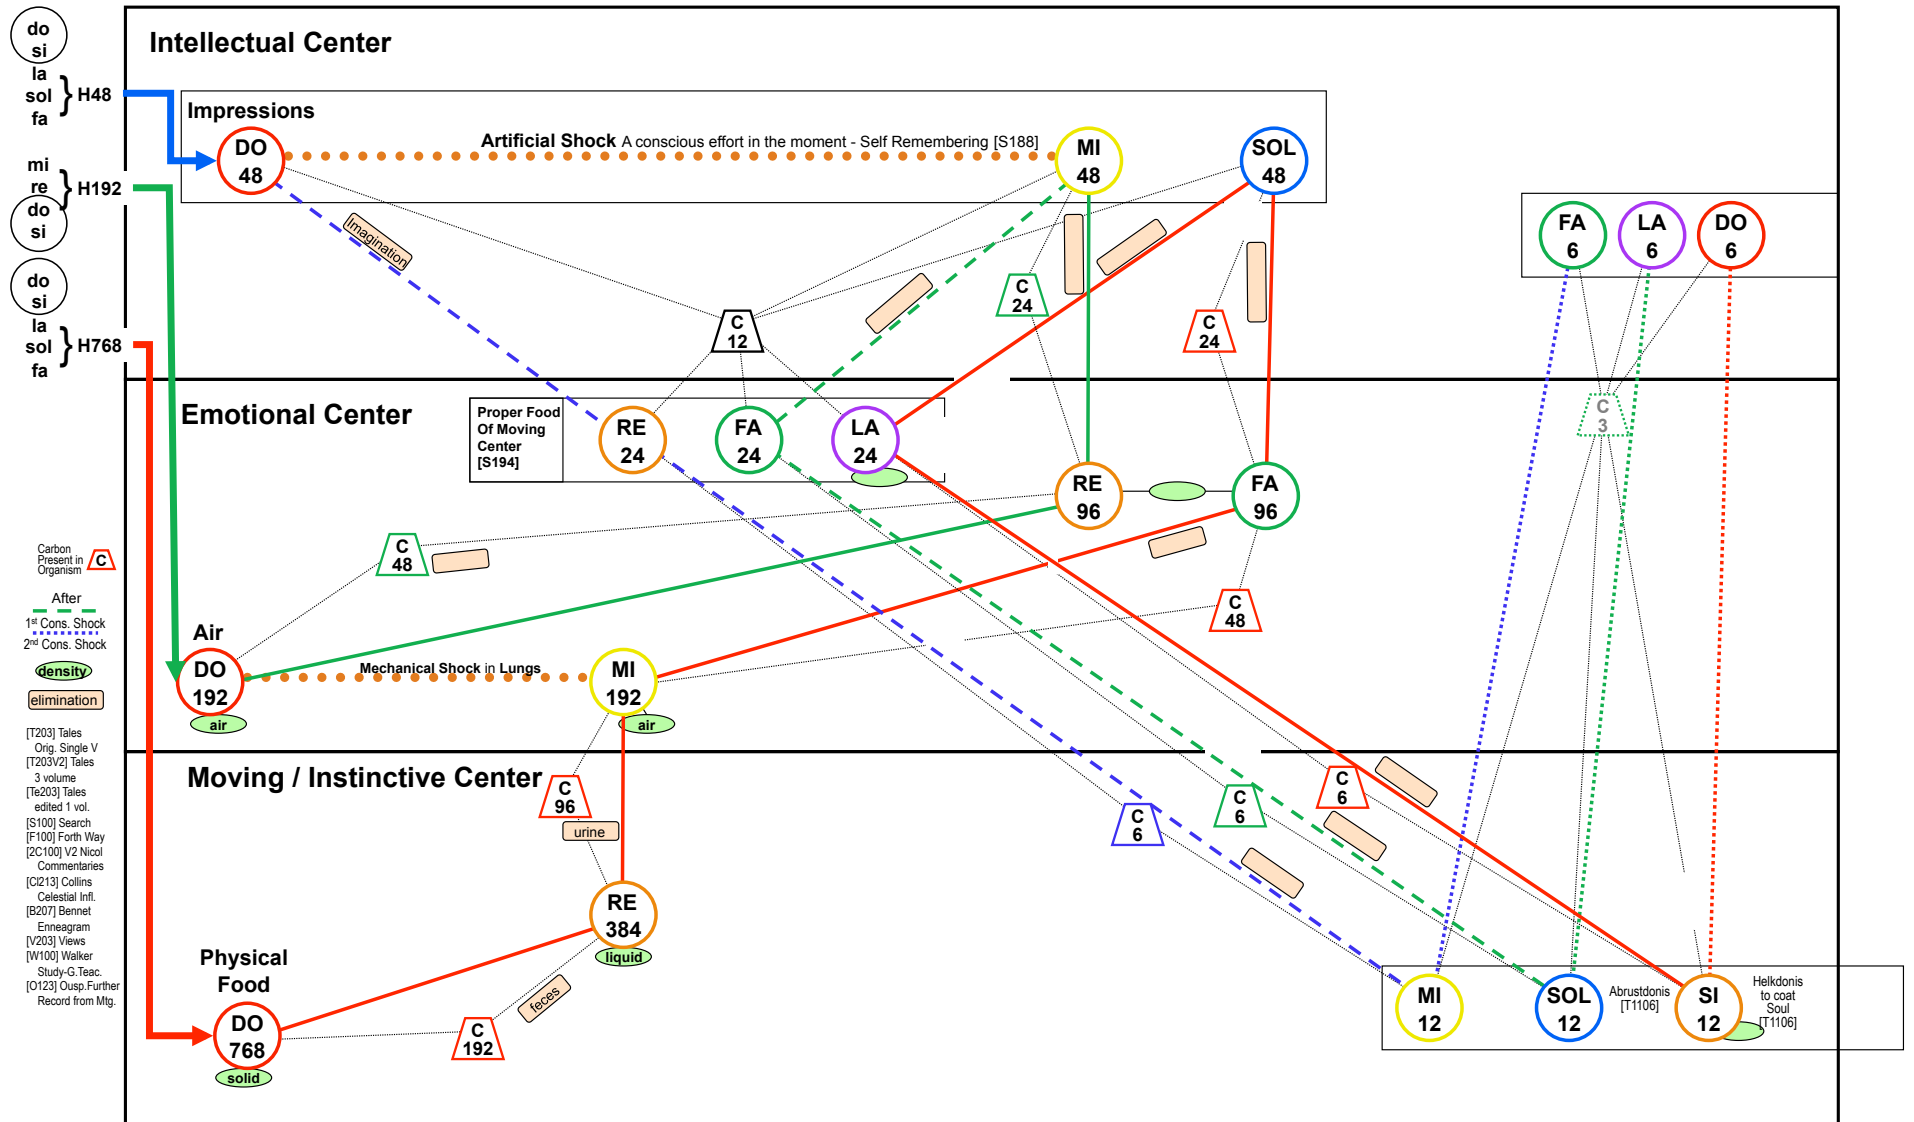 do
si
la
sol
fa
} H48
mi
re
} H192
do
si
do
si
la
sol
fa
} H768
Carbon
Present in
Organism
C
After
1st Cons. Shock
2nd Cons. Shock
density
elimination
[T203] Tales
Orig. Single V
[T203V2] Tales
3 volume
[Te203] Tales
edited 1 vol.
[S100] Search
[F100] Forth Way
[2C100] V2 Nicol
Commentaries
[Cl213] Collins
Celestial Infl.
[B207] Bennet
Enneagram
[V203] Views
[W100] Walker
Study-G.Teac.
[O123] Ousp.Further
Record from Mtg.
Intellectual Center
Impressions
DO
48
Artificial Shock A conscious effort in the moment - Self Remembering [S188]
MI
48
SOL
48
FA
6
LA
6
DO
6
Imagination
C
12
C
24
C
24
C
3
Emotional Center
Proper Food
Of Moving
Center
[S194]
RE
24
FA
24
LA
24
RE
96
FA
96
C
48
C
48
Air
DO
192
air
Mechanical Shock in Lungs
MI
192
air
Moving / Instinctive Center
C
96
urine
C
6
C
6
C
6
RE
384
liquid
feces
Physical
Food
DO
768
solid
C
192
MI
12
SOL
12
Abrustdonis
[T1106]
SI
12
Helkdonis
to coat
Soul
[T1106]